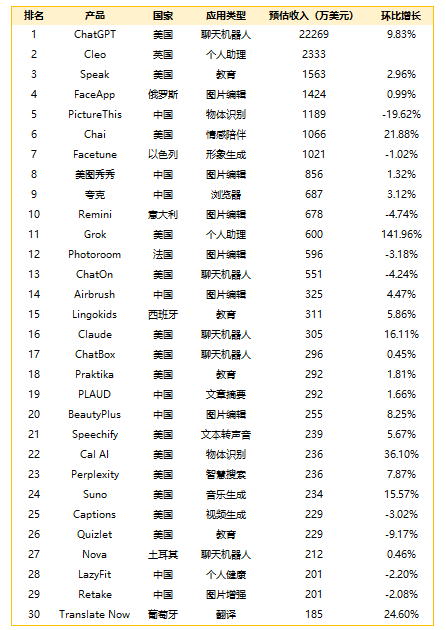 排名 产品 国家 应用类型 预估收入（万美元） 环比增长
1 ChatGPT 美国 聊天机器人 22269 9.83%
2 Cleo 英国 个人助理 2333
3 Speak 美国 教育 1563 2.96%
4 FaceApp 俄罗斯 图片编辑 1424 0.99%
5 PictureThis 中国 物体识别 1189 -19.62%
6 Chai 美国 情感陪伴 1066 21.88%
7 Facetune 以色列 形象生成 1021 -1.02%
8 美图秀秀 中国 图片编辑 856 1.32%
9 夸克 中国 浏览器 687 3.12%
10 Remini 意大利 图片编辑 678 -4.74%
11 Grok 美国 个人助理 600 141.96%
12 Photoroom 法国 图片编辑 596 -3.18%
13 ChatOn 美国 聊天机器人 551 -4.24%
14 Airbrush 中国 图片编辑 325 4.47%
15 Lingokids 西班牙 教育 311 5.86%
16 Claude 美国 聊天机器人 305 16.11%
17 ChatBox 美国 聊天机器人 296 0.45%
18 Praktika 美国 教育 292 1.81%
19 PLAUD 中国 文章摘要 292 1.66%
20 BeautyPlus 中国 图片编辑 255 8.25%
21 Speechify 美国 文本转声音 239 5.67%
22 Cal AI 美国 物体识别 236 36.10%
23 Perplexity 美国 智慧搜索 236 7.87%
24 Suno 美国 音乐生成 234 15.57%
25 Captions 美国 视频生成 229 -3.02%
26 Quizlet 美国 教育 229 -9.17%
27 Nova 土耳其 聊天机器人 212 0.46%
28 LazyFit 中国 个人健康 201 -2.20%
29 Retake 中国 图片增强 201 -2.08%
30 Translate Now 葡萄牙 翻译 185 24.60%